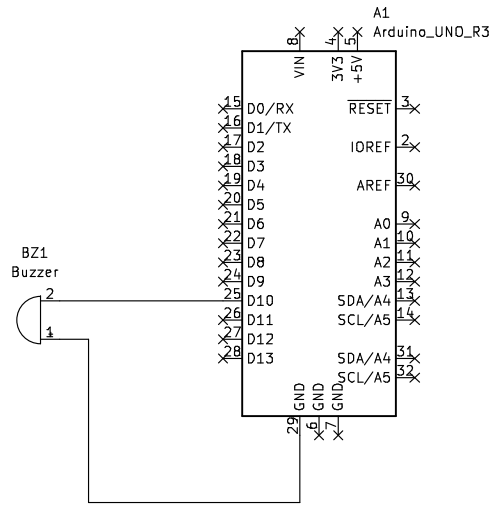 A1
Arduino_UNO_R3
8 4 5
VIN 3V3 +5V
15 D0/RX RESET 3
16 D1/TX
17 D2 IOREF 2
18 D3
19 D4 AREF 30
20 D5
21 D6 A0 9
22 D7 A1 10
23 D8 A2 11
24 D9 A3 12
25 D10 SDA/A4 13
26 D11 SCL/A5 14
27 D12
28 D13 SDA/A4 31
SCL/A5 32
GND GND GND
29 6 7
BZ1
Buzzer
2
1 +